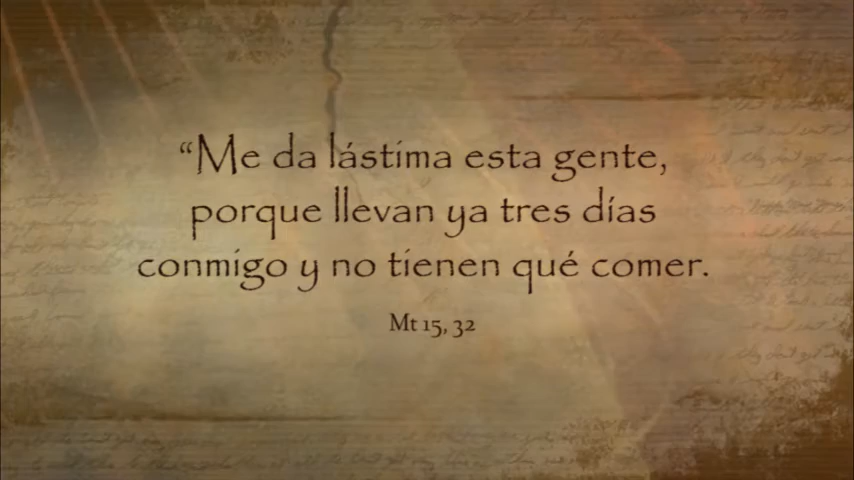 “Me da lástima esta gente,
porque llevan ya tres días
conmigo y no tienen qué comer.
Mt 15, 32